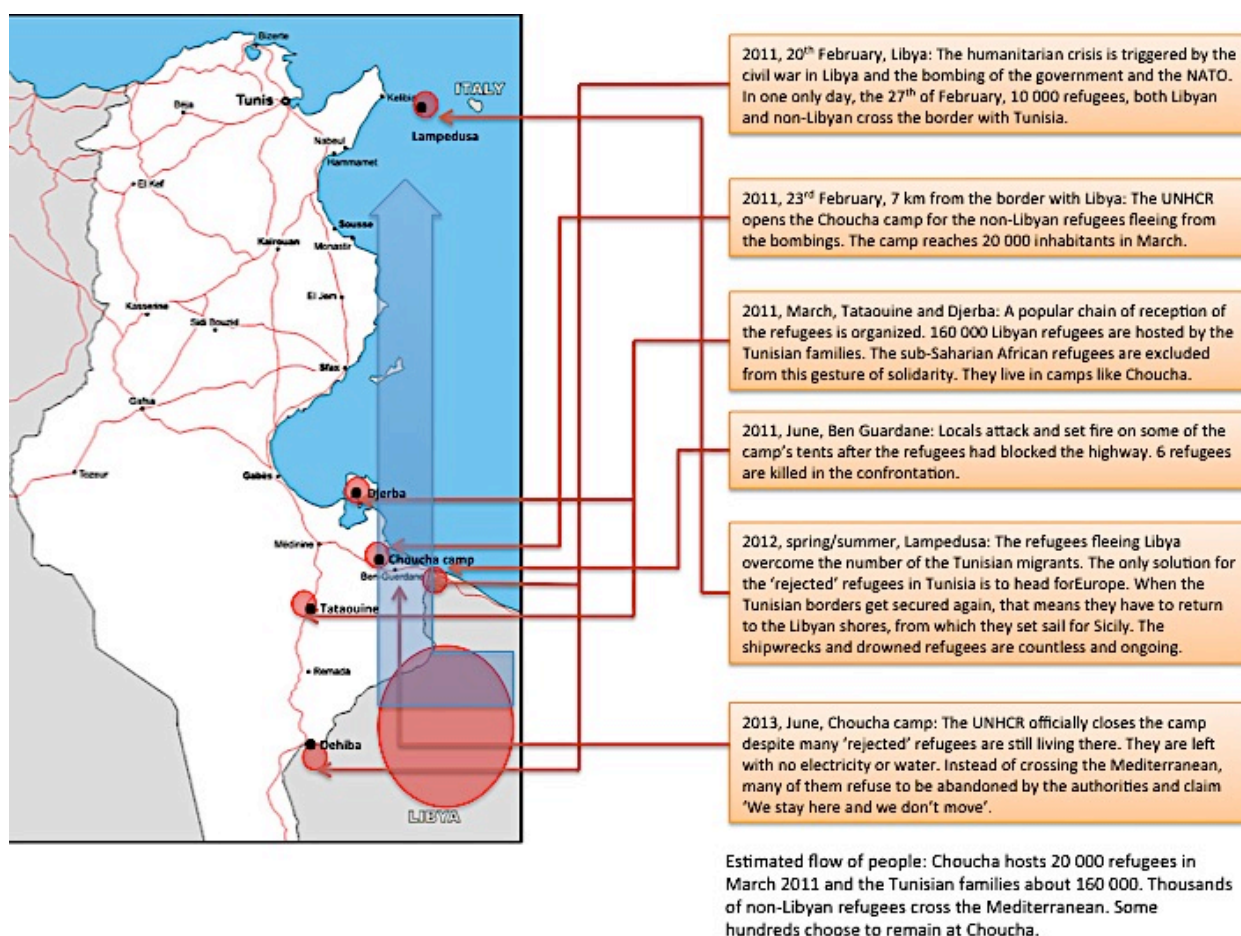 Bizerte
Tunis
Beja
Kelibia
ITALY
Lampedusa
Nabeul
Hammamet
El Kef
Sousse
Monastir
Kairouan
El Jem
Kasserine
Sidi Bouzid
Sfax
Gafsa
Tozeur
Gabès
Djerba
Médinine
Choucha camp
Ben Guerdane
Tataouine
Remada
Dehiba
LIBYA
2011, 20th February, Libya: The humanitarian crisis is triggered by the
civil war in Libya and the bombing of the government and the NATO.
In one only day, the 27th of February, 10 000 refugees, both Libyan
and non-Libyan cross the border with Tunisia.
2011, 23rd February, 7 km from the border with Libya: The UNHCR
opens the Choucha camp for the non-Libyan refugees fleeing from
the bombings. The camp reaches 20 000 inhabitants in March.
2011, March, Tataouine and Djerba: A popular chain of reception of
the refugees is organized. 160 000 Libyan refugees are hosted by the
Tunisian families. The sub-Saharian African refugees are excluded
from this gesture of solidarity. They live in camps like Choucha.
2011, June, Ben Guardane: Locals attack and set fire on some of the
camp's tents after the refugees had blocked the highway. 6 refugees
are killed in the confrontation.
2012, spring/summer, Lampedusa: The refugees fleeing Libya
overcome the number of the Tunisian migrants. The only solution for
the 'rejected' refugees in Tunisia is to head forEurope. When the
Tunisian borders get secured again, that means they have to return
to the Libyan shores, from which they set sail for Sicily. The
shipwrecks and drowned refugees are countless and ongoing.
2013, June, Choucha camp: The UNHCR officially closes the camp
despite many 'rejected' refugees are still living there. They are left
with no electricity or water. Instead of crossing the Mediterranean,
many of them refuse to be abandoned by the authorities and claim
'We stay here and we don't move'.
Estimated flow of people: Choucha hosts 20 000 refugees in
March 2011 and the Tunisian families about 160 000. Thousands
of non-Libyan refugees cross the Mediterranean. Some
hundreds choose to remain at Choucha.